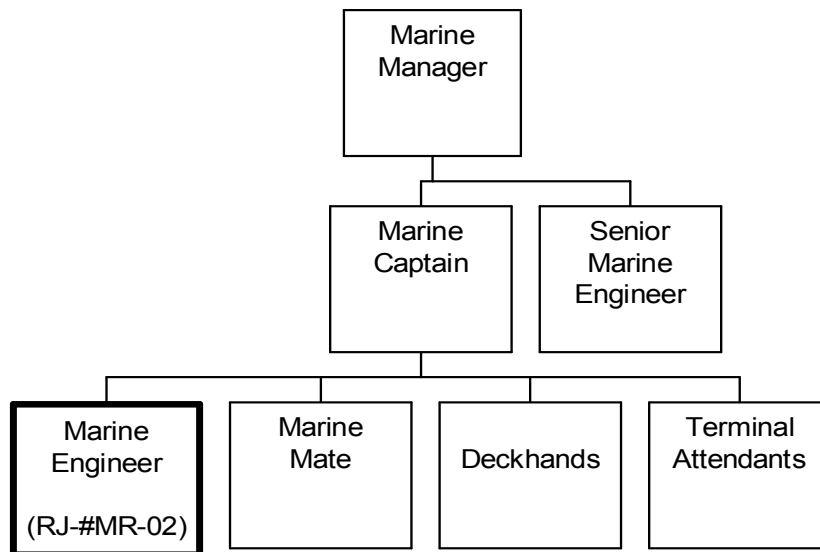 Marine
Manager
Marine
Captain
Senior
Marine
Engineer
Marine
Engineer
(RJ-#MR-02)
Marine
Mate
Deckhands
Terminal
Attendants